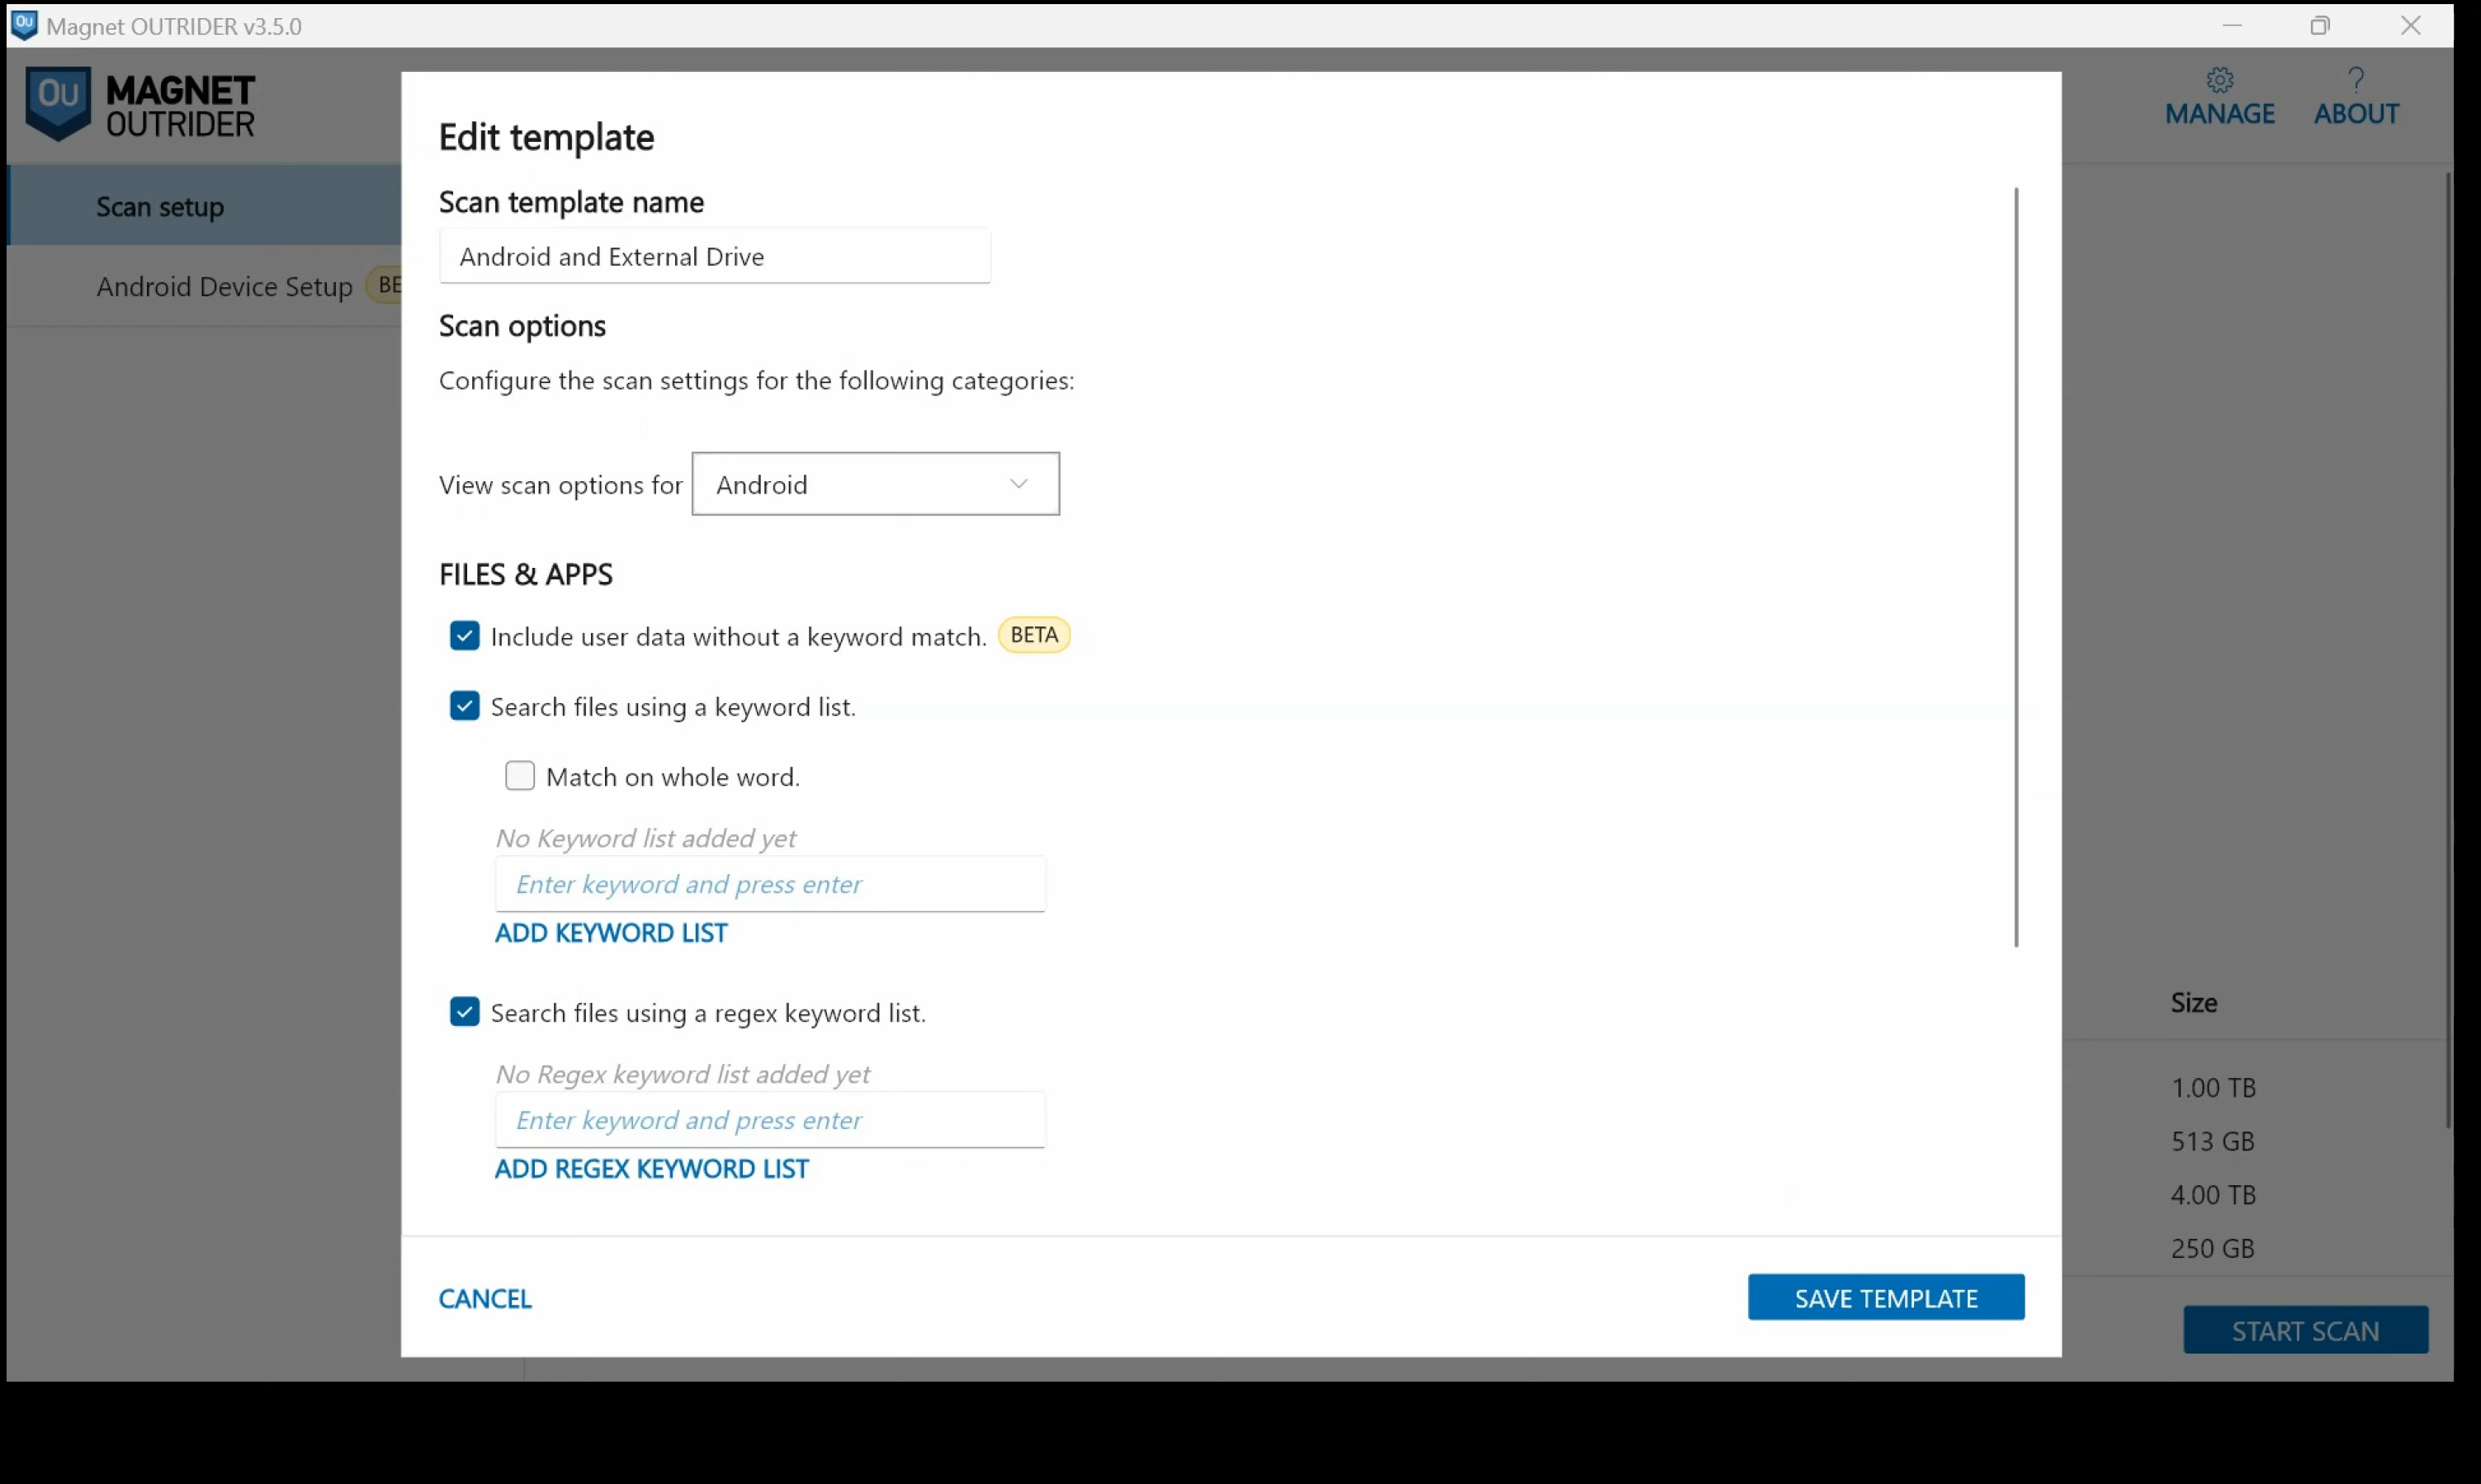 Magnet OUTRIDER v3.5.0
Ou MAGNET OUTRIDER
MANAGE
? ABOUT
Scan setup
Android Device Setup BE
Edit template
Scan template name
Android and External Drive
Scan options
Configure the scan settings for the following categories:
View scan options for Android
FILES & APPS
Include user data without a keyword match. BETA
Search files using a keyword list.
Match on whole word.
No Keyword list added yet
Enter keyword and press enter
ADD KEYWORD LIST
Search files using a regex keyword list.
No Regex keyword list added yet
Enter keyword and press enter
ADD REGEX KEYWORD LIST
CANCEL
SAVE TEMPLATE
Size
1.00 TB
513 GB
4.00 TB
250 GB
START SCAN